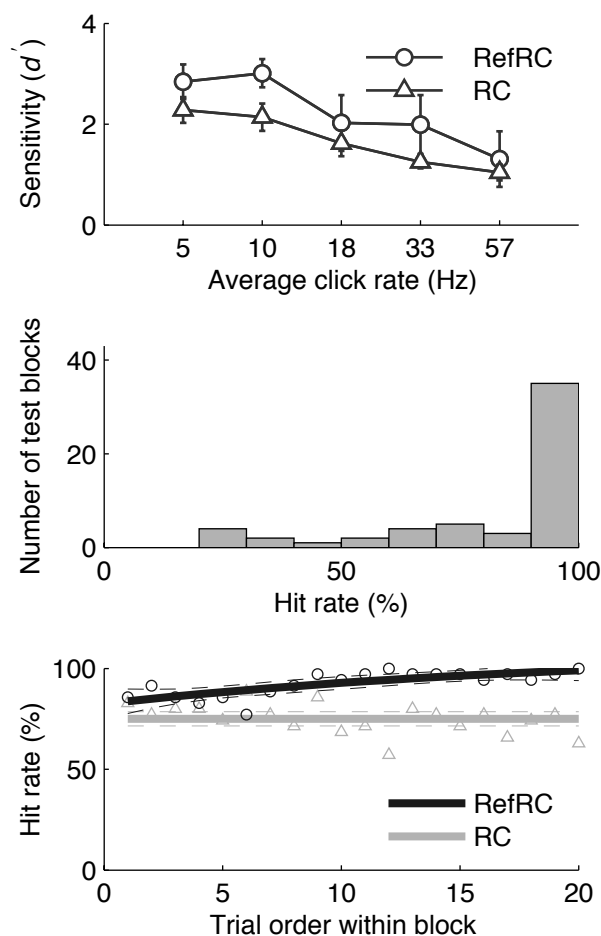 4
2
0
Sensitivity (d′)
RefRC
RC
5 10 18 33 57
Average click rate (Hz)
40
20
0
Number of test blocks
0 50 100
Hit rate (%)
100
50
0
Hit rate (%)
RefRC
RC
0 5 10 15 20
Trial order within block